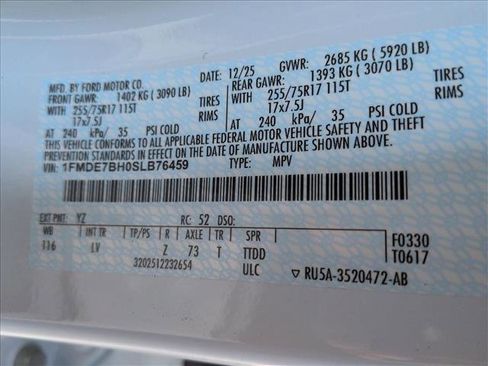 MFD. BY FORD MOTOR CO.
DATE: 12/25 GVWR: 2685 KG ( 5920 LB)
FRONT GAWR: 1402 KG ( 3090 LB) REAR GAWR: 1393 KG ( 3070 LB)
WITH 255/75R17 115T TIRES WITH 255/75R17 115T TIRES
17x7.5J RIMS 17x7.5J RIMS
AT 240 kPa/ 35 PSI COLD AT 240 kPa/ 35 PSI COLD
THIS VEHICLE CONFORMS TO ALL APPLICABLE FEDERAL MOTOR VEHICLE SAFETY AND THEFT
PREVENTION STANDARDS IN EFFECT ON THE DATE OF MANUFACTURE SHOWN ABOVE.
VIN: 1FMDE7BH0SLB76459 TYPE: MPV
EXT PNT: YZ RC: 52 DSO:
WB INT TR TP/PS R AXLE TR SPR F0330
116 LV Z 73 T TTDD T0617
3202512232654 ULC ▽ RU5A-3520472-AB